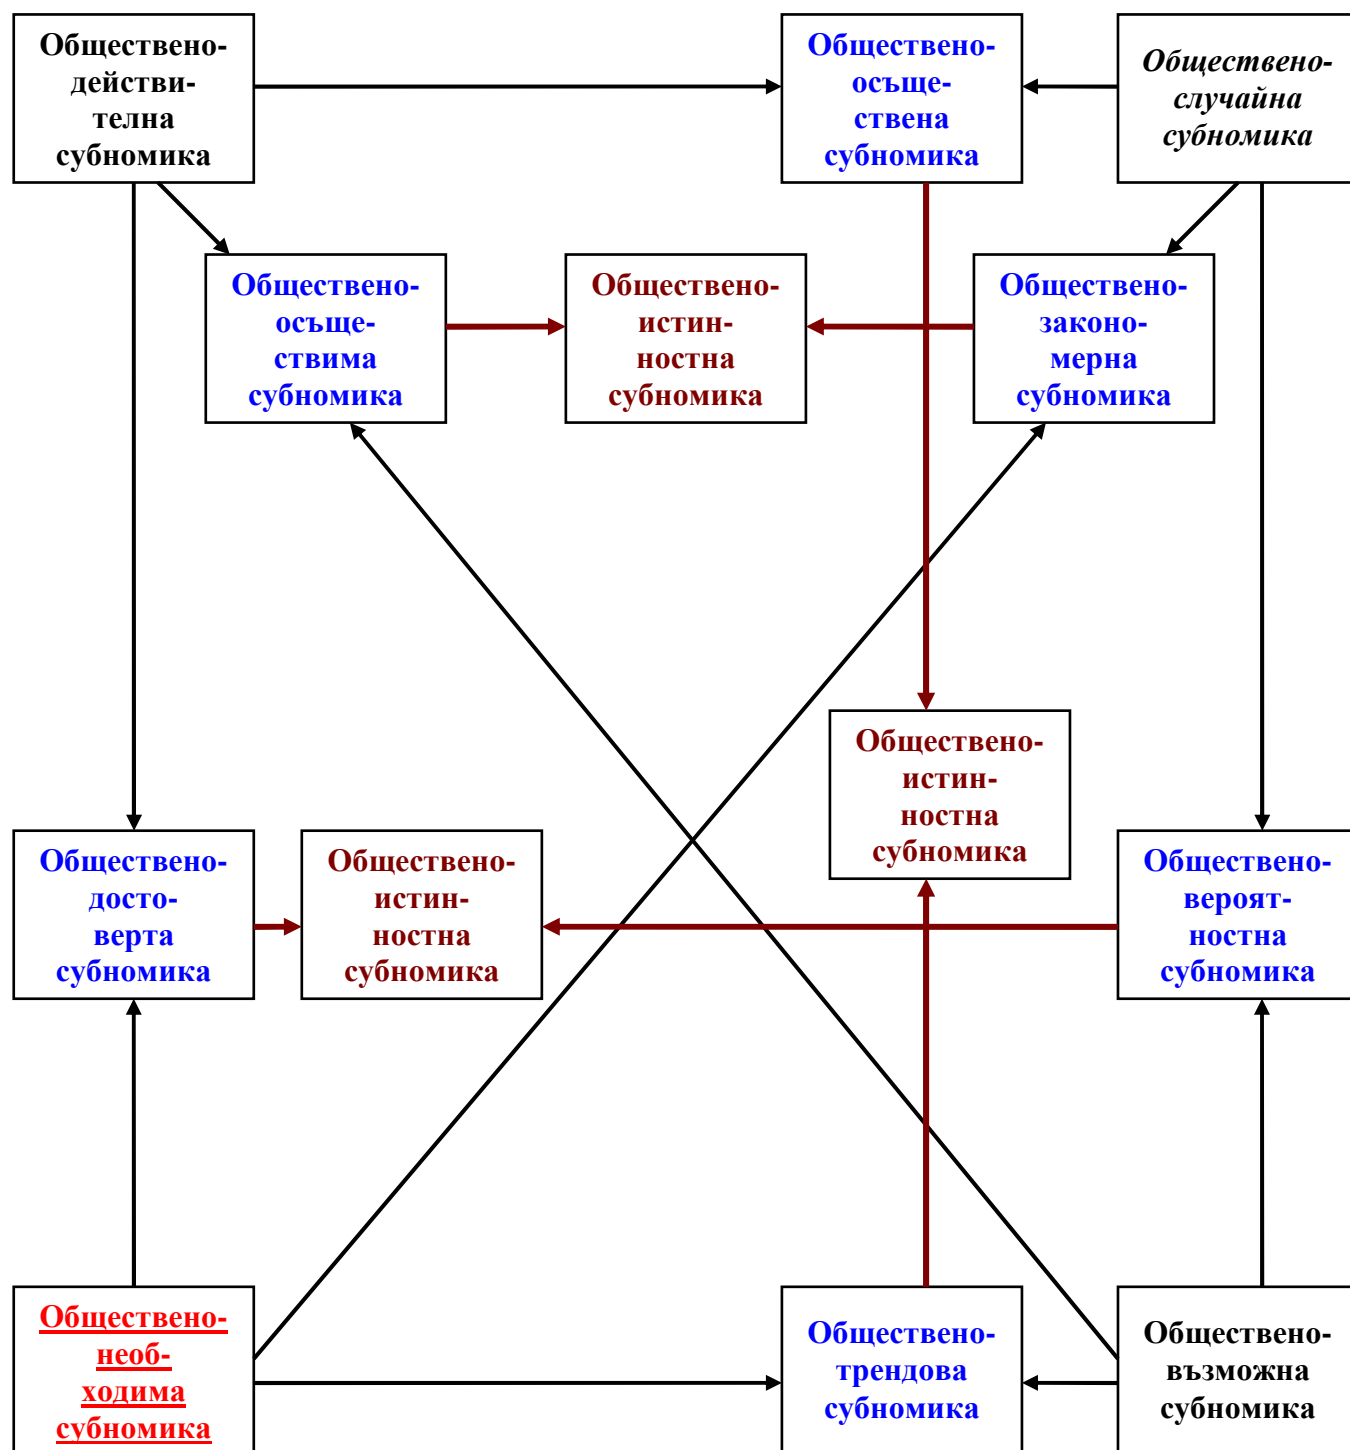 Обществено-
действи-
телна
субномика
Обществено-
осъще-
ствена
субномика
Обществено-
случайна
субномика
Обществено-
осъще-
ствима
субномика
Обществено-
истин-
ностна
субномика
Обществено-
законо-
мерна
субномика
Обществено-
истин-
ностна
субномика
Обществено-
досто-
верта
субномика
Обществено-
истин-
ностна
субномика
Обществено-
вероят-
ностна
субномика
Обществено-
необ-
ходима
субномика
Обществено-
трендова
субномика
Обществено-
възможна
субномика